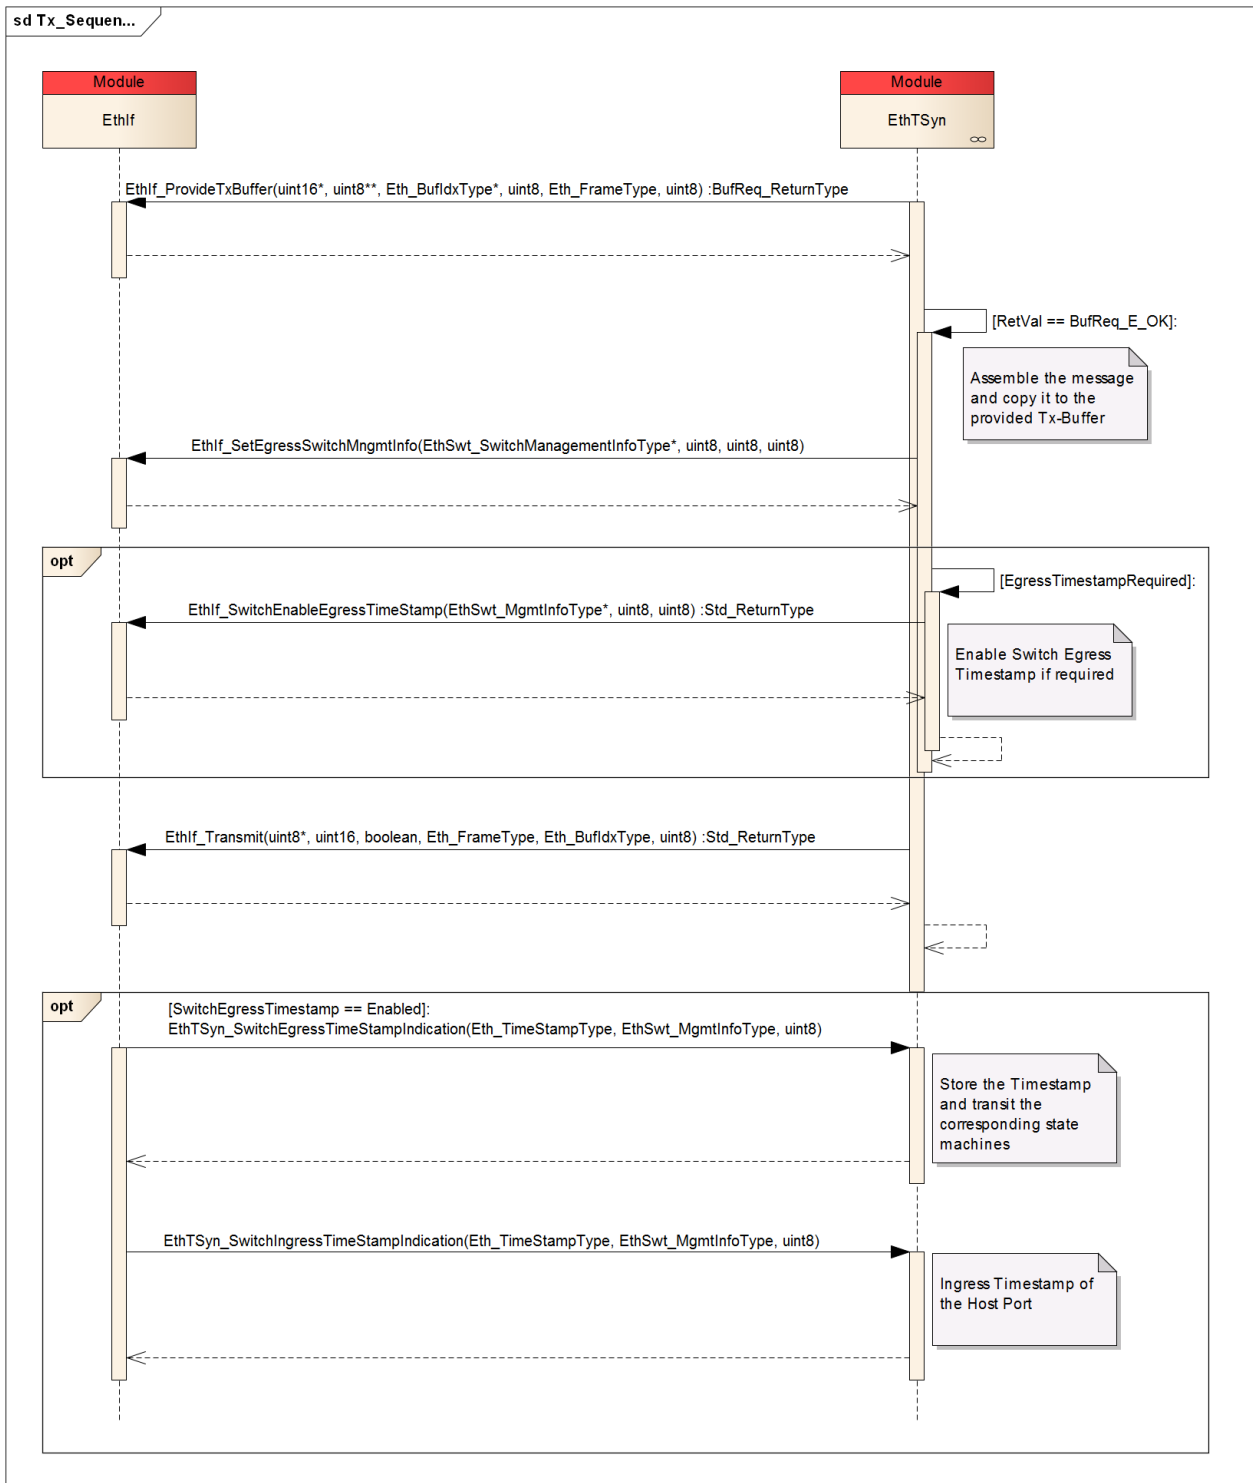 sd Tx_Sequen...
Module
EthIf
Module
EthTSyn
EthIf_ProvideTxBuffer(uint16*, uint8**, Eth_BufIdxType*, uint8, Eth_FrameType, uint8) :BufReq_ReturnType
[RetVal == BufReq_E_OK]:
Assemble the message
and copy it to the
provided Tx-Buffer
EthIf_SetEgressSwitchMngmtInfo(EthSwt_SwitchManagementInfoType*, uint8, uint8, uint8)
opt
[EgressTimestampRequired]:
EthIf_SwitchEnableEgressTimeStamp(EthSwt_MgmtInfoType*, uint8, uint8) :Std_ReturnType
Enable Switch Egress
Timestamp if required
EthIf_Transmit(uint8*, uint16, boolean, Eth_FrameType, Eth_BufIdxType, uint8) :Std_ReturnType
opt
[SwitchEgressTimestamp == Enabled]:
EthTSyn_SwitchEgressTimeStampIndication(Eth_TimeStampType, EthSwt_MgmtInfoType, uint8)
Store the Timestamp
and transit the
corresponding state
machines
EthTSyn_SwitchIngressTimeStampIndication(Eth_TimeStampType, EthSwt_MgmtInfoType, uint8)
Ingress Timestamp of
the Host Port